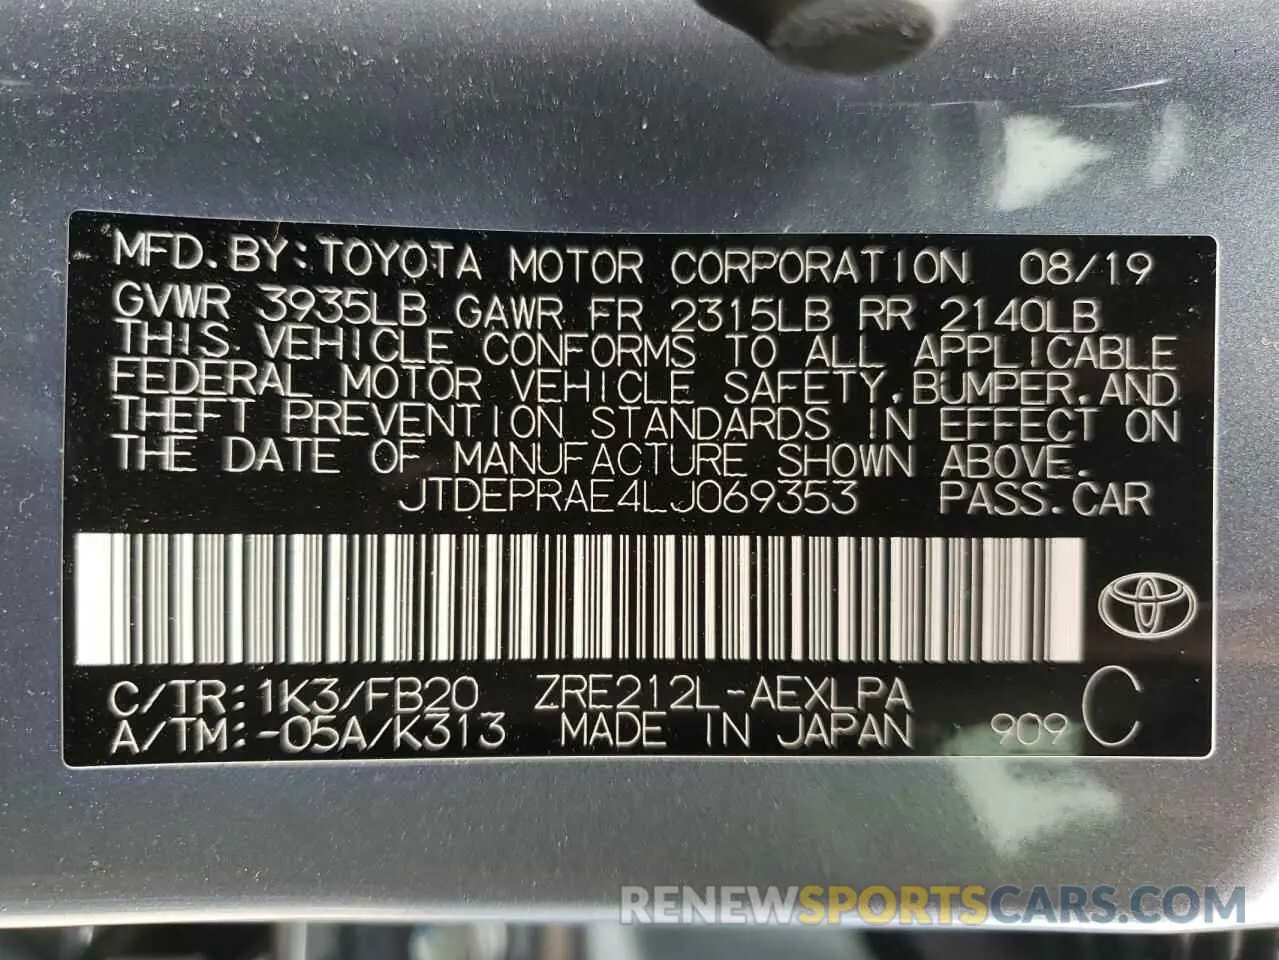 MFD.BY:TOYOTA MOTOR CORPORATION 08/19
GVWR 3935LB GAWR FR 2315LB RR 2140LB
THIS VEHICLE CONFORMS TO ALL APPLICABLE
FEDERAL MOTOR VEHICLE SAFETY,BUMPER,AND
THEFT PREVENTION STANDARDS IN EFFECT ON
THE DATE OF MANUFACTURE SHOWN ABOVE.
JTDEPRAE4LJ069353 PASS.CAR
C/TR:1K3/FB20 ZRE212L-AEXLPA
A/TM:-05A/K313 MADE IN JAPAN 909 C
RENEWSPORTSCARS.COM